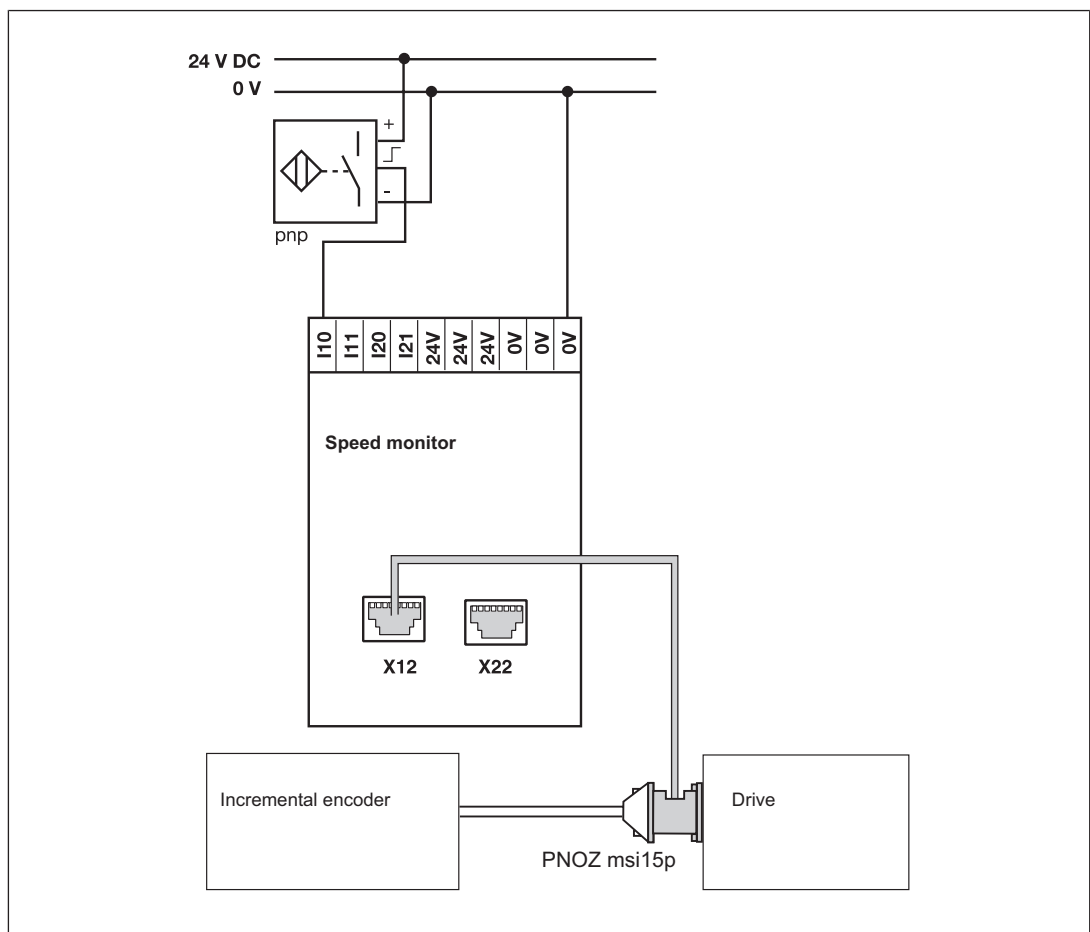 24 V DC
0 V
+
-
pnp
I10 I11 I20 I21 24V 24V 24V 0V 0V 0V
Speed monitor
X12 X22
Incremental encoder
Drive
PNOZ msi15p